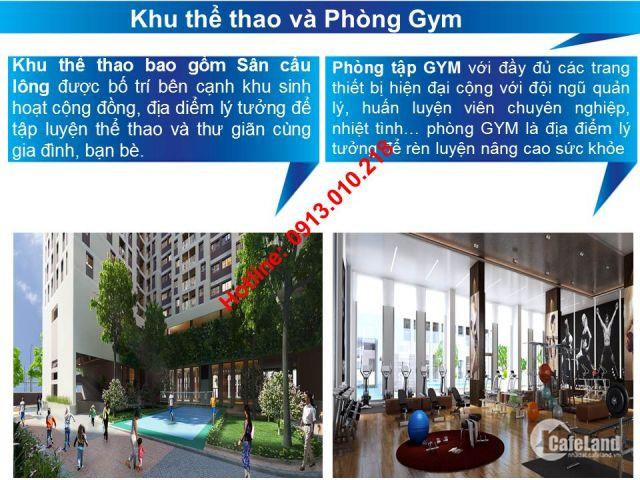 Khu thể thao và Phòng Gym
Khu thể thao bao gồm Sân cầu
lông được bố trí bên cạnh khu sinh
hoạt cộng đồng, địa diểm lý tưởng để
tập luyện thể thao và thư giãn cùng
gia đình, bạn bè.
Phòng tập GYM với đầy đủ các trang
thiết bị hiện đại cộng với đội ngũ quản
lý, huấn luyện viên chuyên nghiệp,
nhiệt tình... phòng GYM là địa điểm lý
tưởng để rèn luyện nâng cao sức khỏe
Hotline: 0913.010.218
CafeLand
nhadat.cafeland.vn